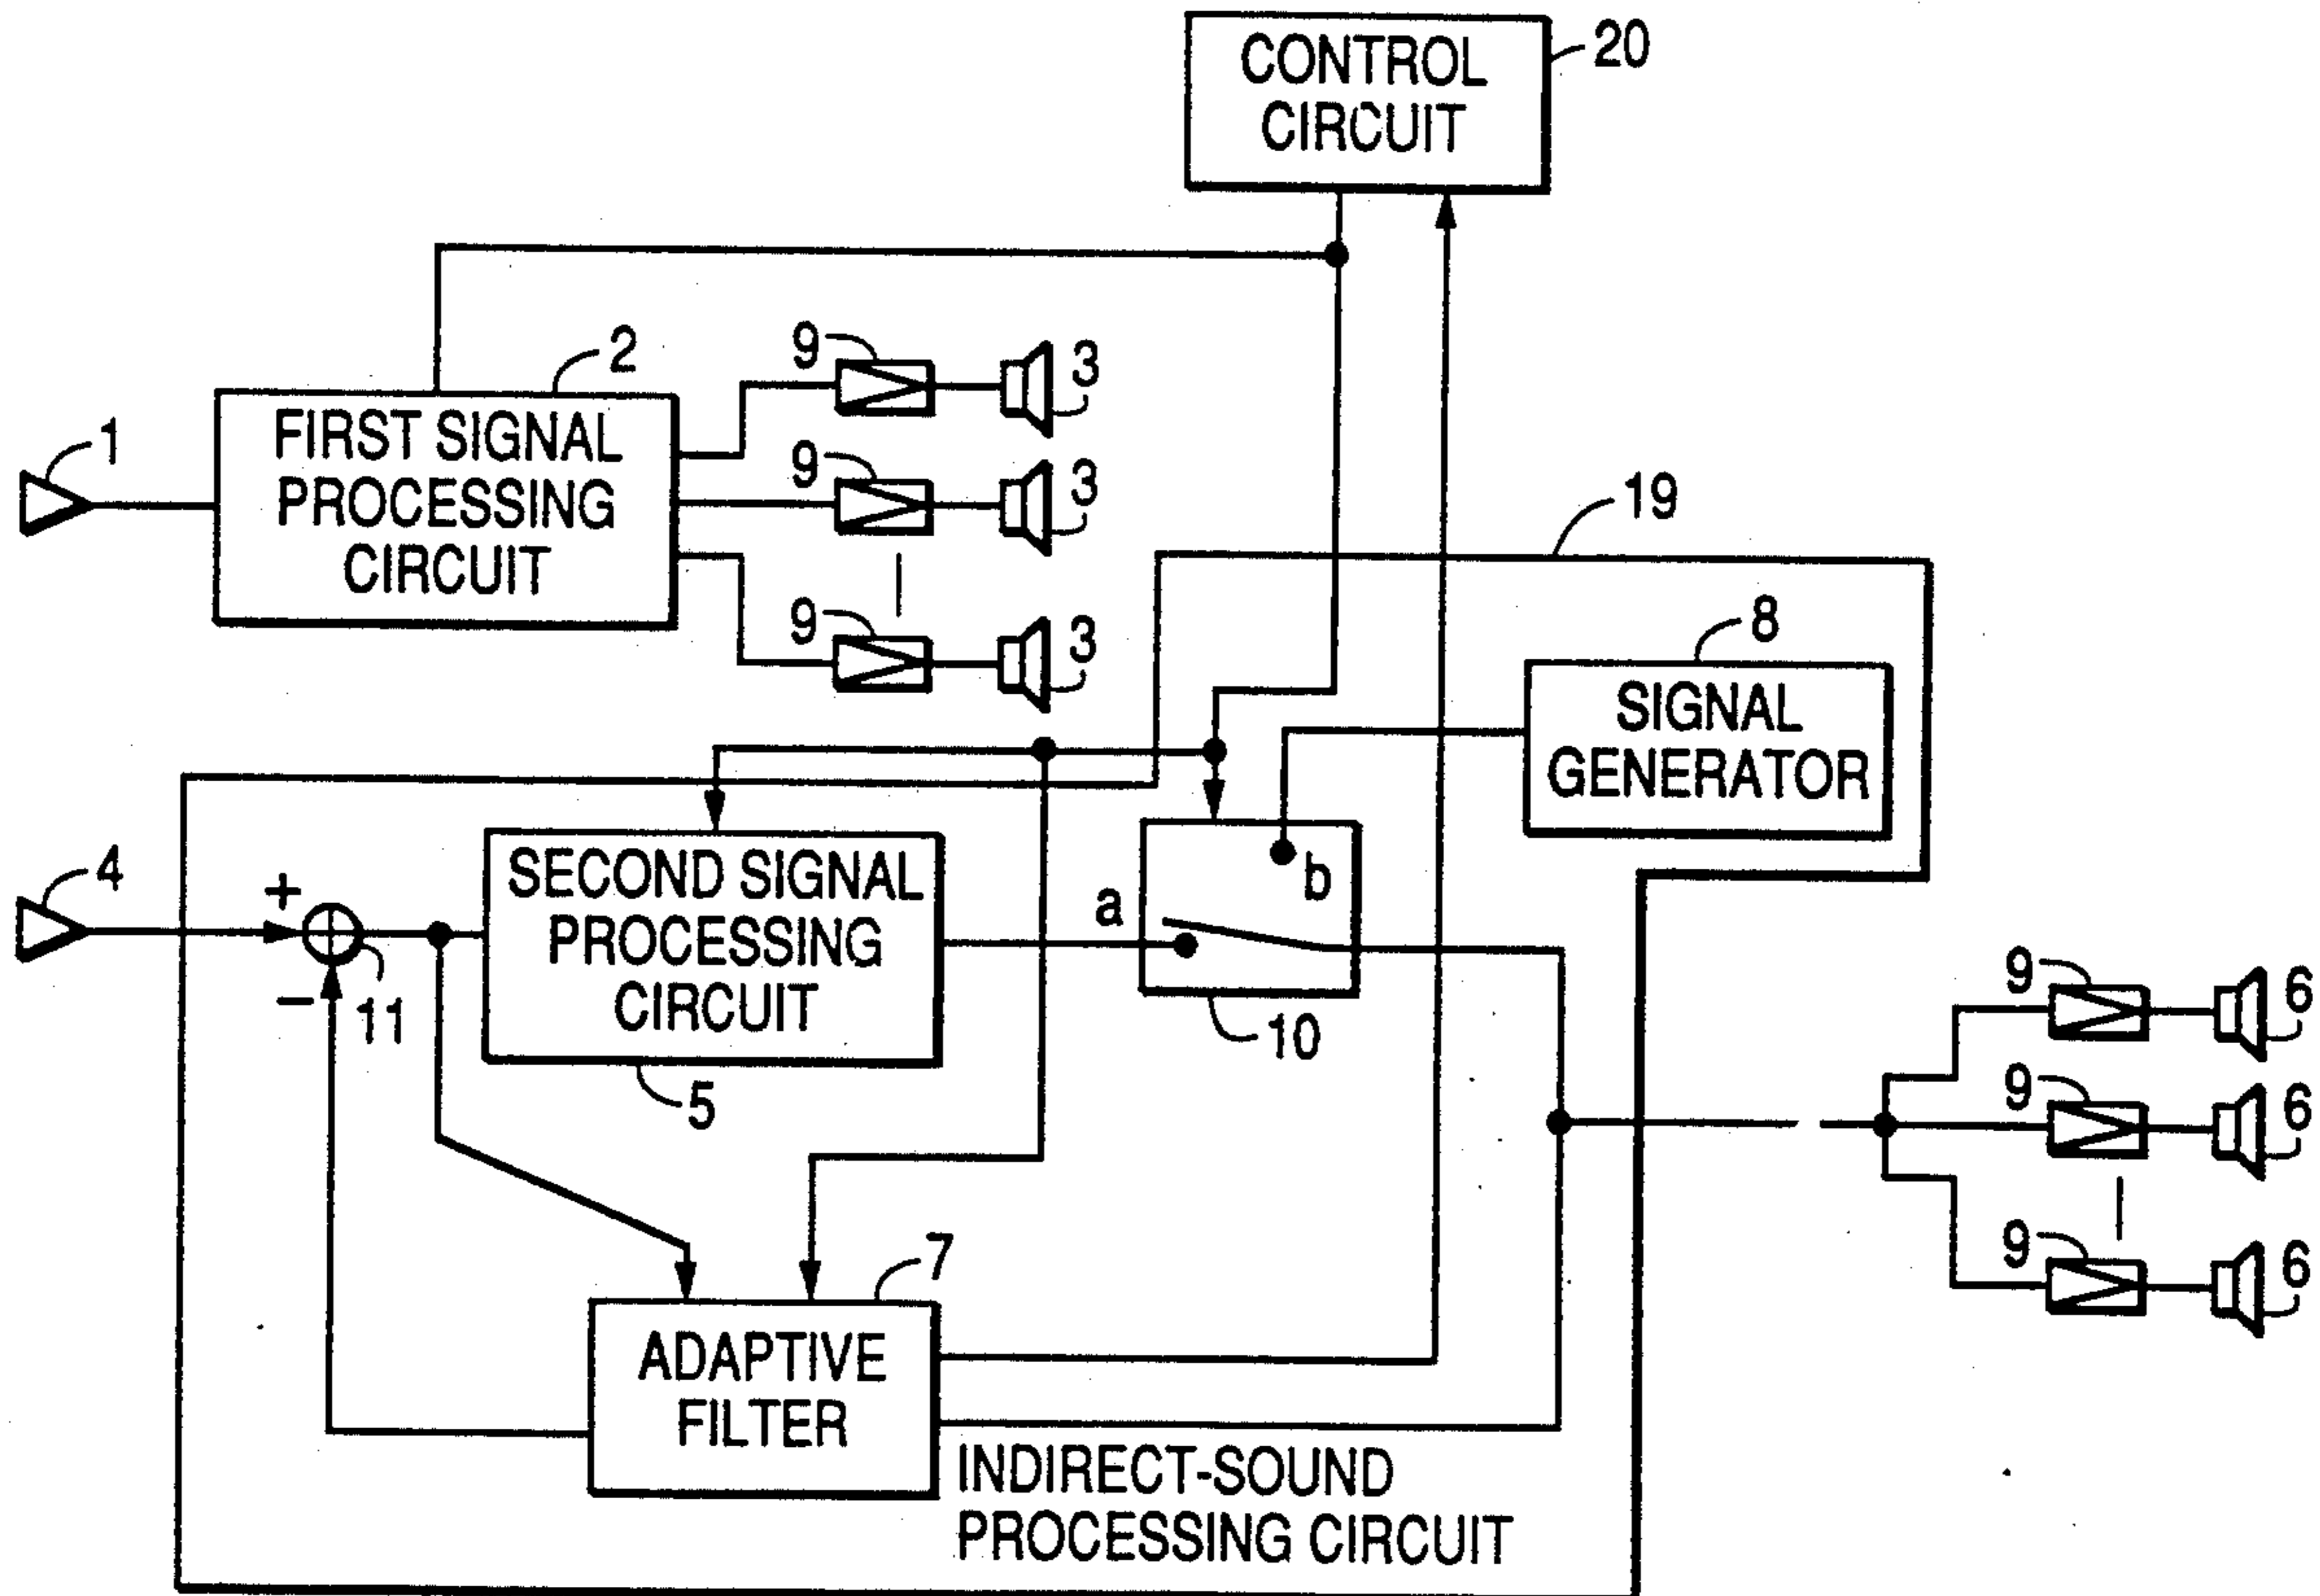 CONTROL
CIRCUIT
20
2
9
3
1
FIRST SIGNAL
PROCESSING
CIRCUIT
9
3
19
9
3
8
SIGNAL
GENERATOR
4
+
SECOND SIGNAL
PROCESSING
CIRCUIT
a
b
−
11
10
5
9
6
9
6
7
9
6
ADAPTIVE
FILTER
INDIRECT-SOUND
PROCESSING CIRCUIT